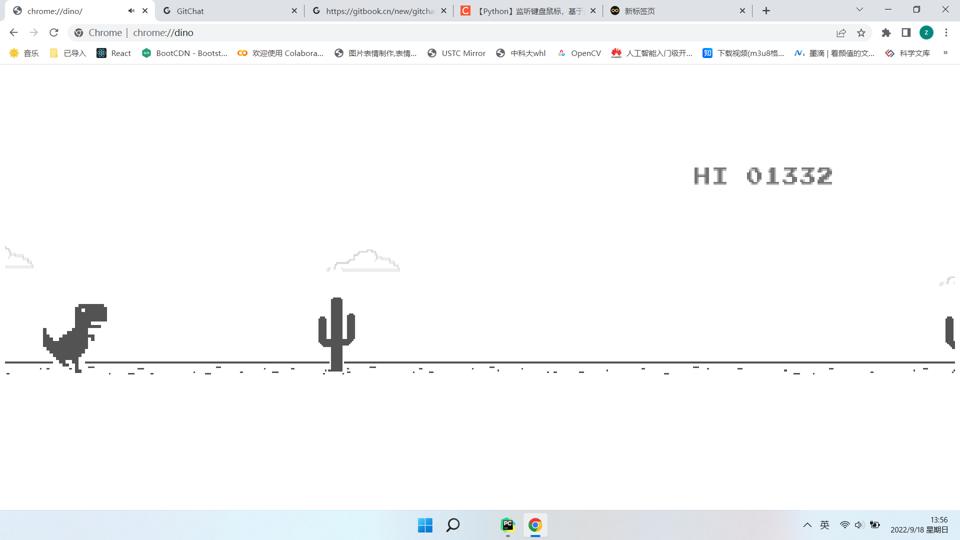 chrome://dino/
GitChat
https://gitbook.cn/new/gitcha
【Python】监听键盘鼠标，基于
新标签页
Chrome | chrome://dino
音乐
已导入
React
BootCDN - Bootst...
欢迎使用 Colabora...
图片表情制作,表情...
USTC Mirror
中科大whl
OpenCV
人工智能入门极开...
下载视频(m3u8格...
墨滴 | 看颜值的文...
科学文库
»
HI 01332
英
13:56
2022/9/18 星期日